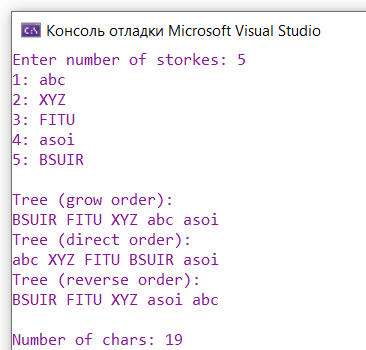 Консоль отладки Microsoft Visual Studio
Enter number of storkes: 5
1: abc
2: XYZ
3: FITU
4: asoi
5: BSUIR
Tree (grow order):
BSUIR FITU XYZ abc asoi
Tree (direct order):
abc XYZ FITU BSUIR asoi
Tree (reverse order):
BSUIR FITU XYZ asoi abc
Number of chars: 19